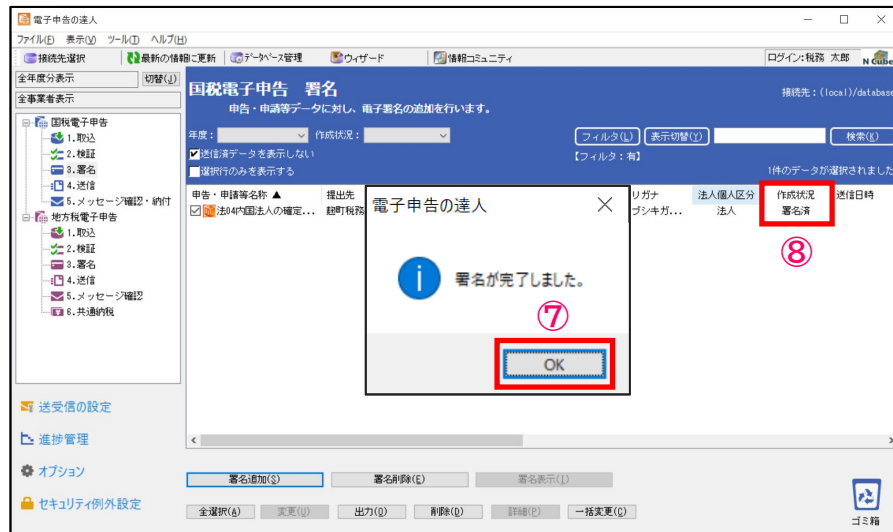 電子申告の達人
ファイル(F) 表示(V) ツール(T) ヘルプ(H)
接続先選択 最新の情報に更新 データベース管理 ウィザード 情報コミュニティ ログイン:税務 太郎 N Cube
全年度分表示 切替(J)
全事業者表示
国税電子申告
1.取込
2.検証
3.署名
4.送信
5.メッセージ確認・納付
地方税電子申告
1.取込
2.検証
3.署名
4.送信
5.メッセージ確認
6.共通納税
送受信の設定
進捗管理
オプション
セキュリティ例外設定
国税電子申告 署名
接続先：(local)/database
申告・申請等データに対し、電子署名の追加を行います。
年度： 作成状況： フィルタ(L) 表示切替(Y) 検索(K)
送信済データを表示しない 【フィルタ：有】
選択行のみを表示する 1件のデータが選択されました
申告・申請等名称 ▲ 提出先 リガナ 法人個人区分 作成状況 送信日時
法04内国法人の確定... 麹町税務 ブシキガ... 法人 署名済
⑧
電子申告の達人
署名が完了しました。
⑦
OK
署名追加(S) 署名削除(E) 署名表示(I)
全選択(A) 変更(U) 出力(O) 削除(D) 詳細(P) 一括変更(C)
ゴミ箱